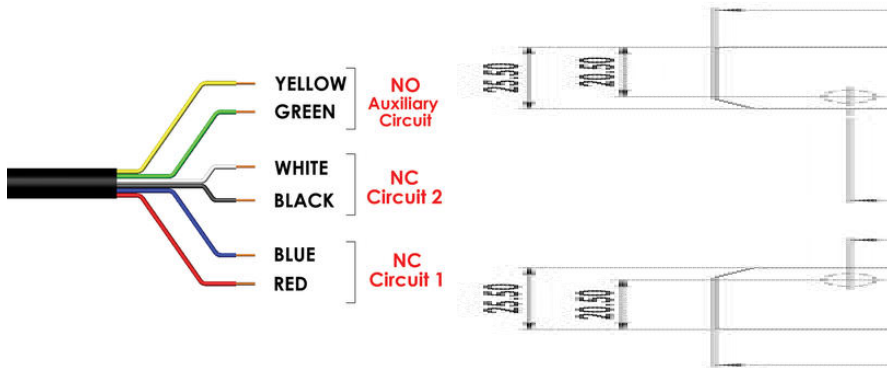 YELLOW
GREEN
NO
Auxiliary
Circuit
WHITE
BLACK
NC
Circuit 2
BLUE
RED
NC
Circuit 1
25.50
20.50
25.50
20.50